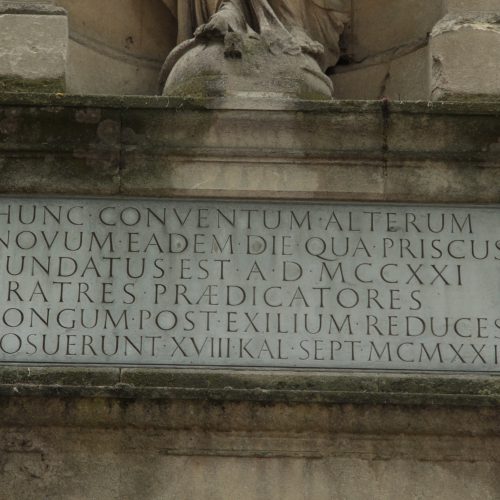 HUNC·CONVENTUM·ALTERUM
NOVUM·EADEM·DIE·QUA·PRISCUS
UNDATUS·EST·A·D·MCCXXI
RATRES·PRÆDICATORES
ONGUM·POST·EXILIUM·REDUCES
OSUERUNT·XVIII·KAL·SEPT·MCMXXI